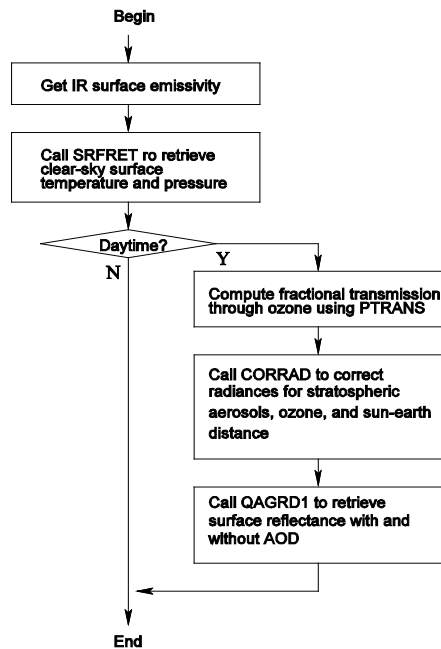 Begin
Get IR surface emissivity
Call SRFRET ro retrieve
clear-sky surface
temperature and pressure
Daytime?
N
Y
Compute fractional transmission
through ozone using PTRANS
Call CORRAD to correct
radiances for stratospheric
aerosols, ozone, and sun-earth
distance
Call QAGRD1 to retrieve
surface reflectance with and
without AOD
End